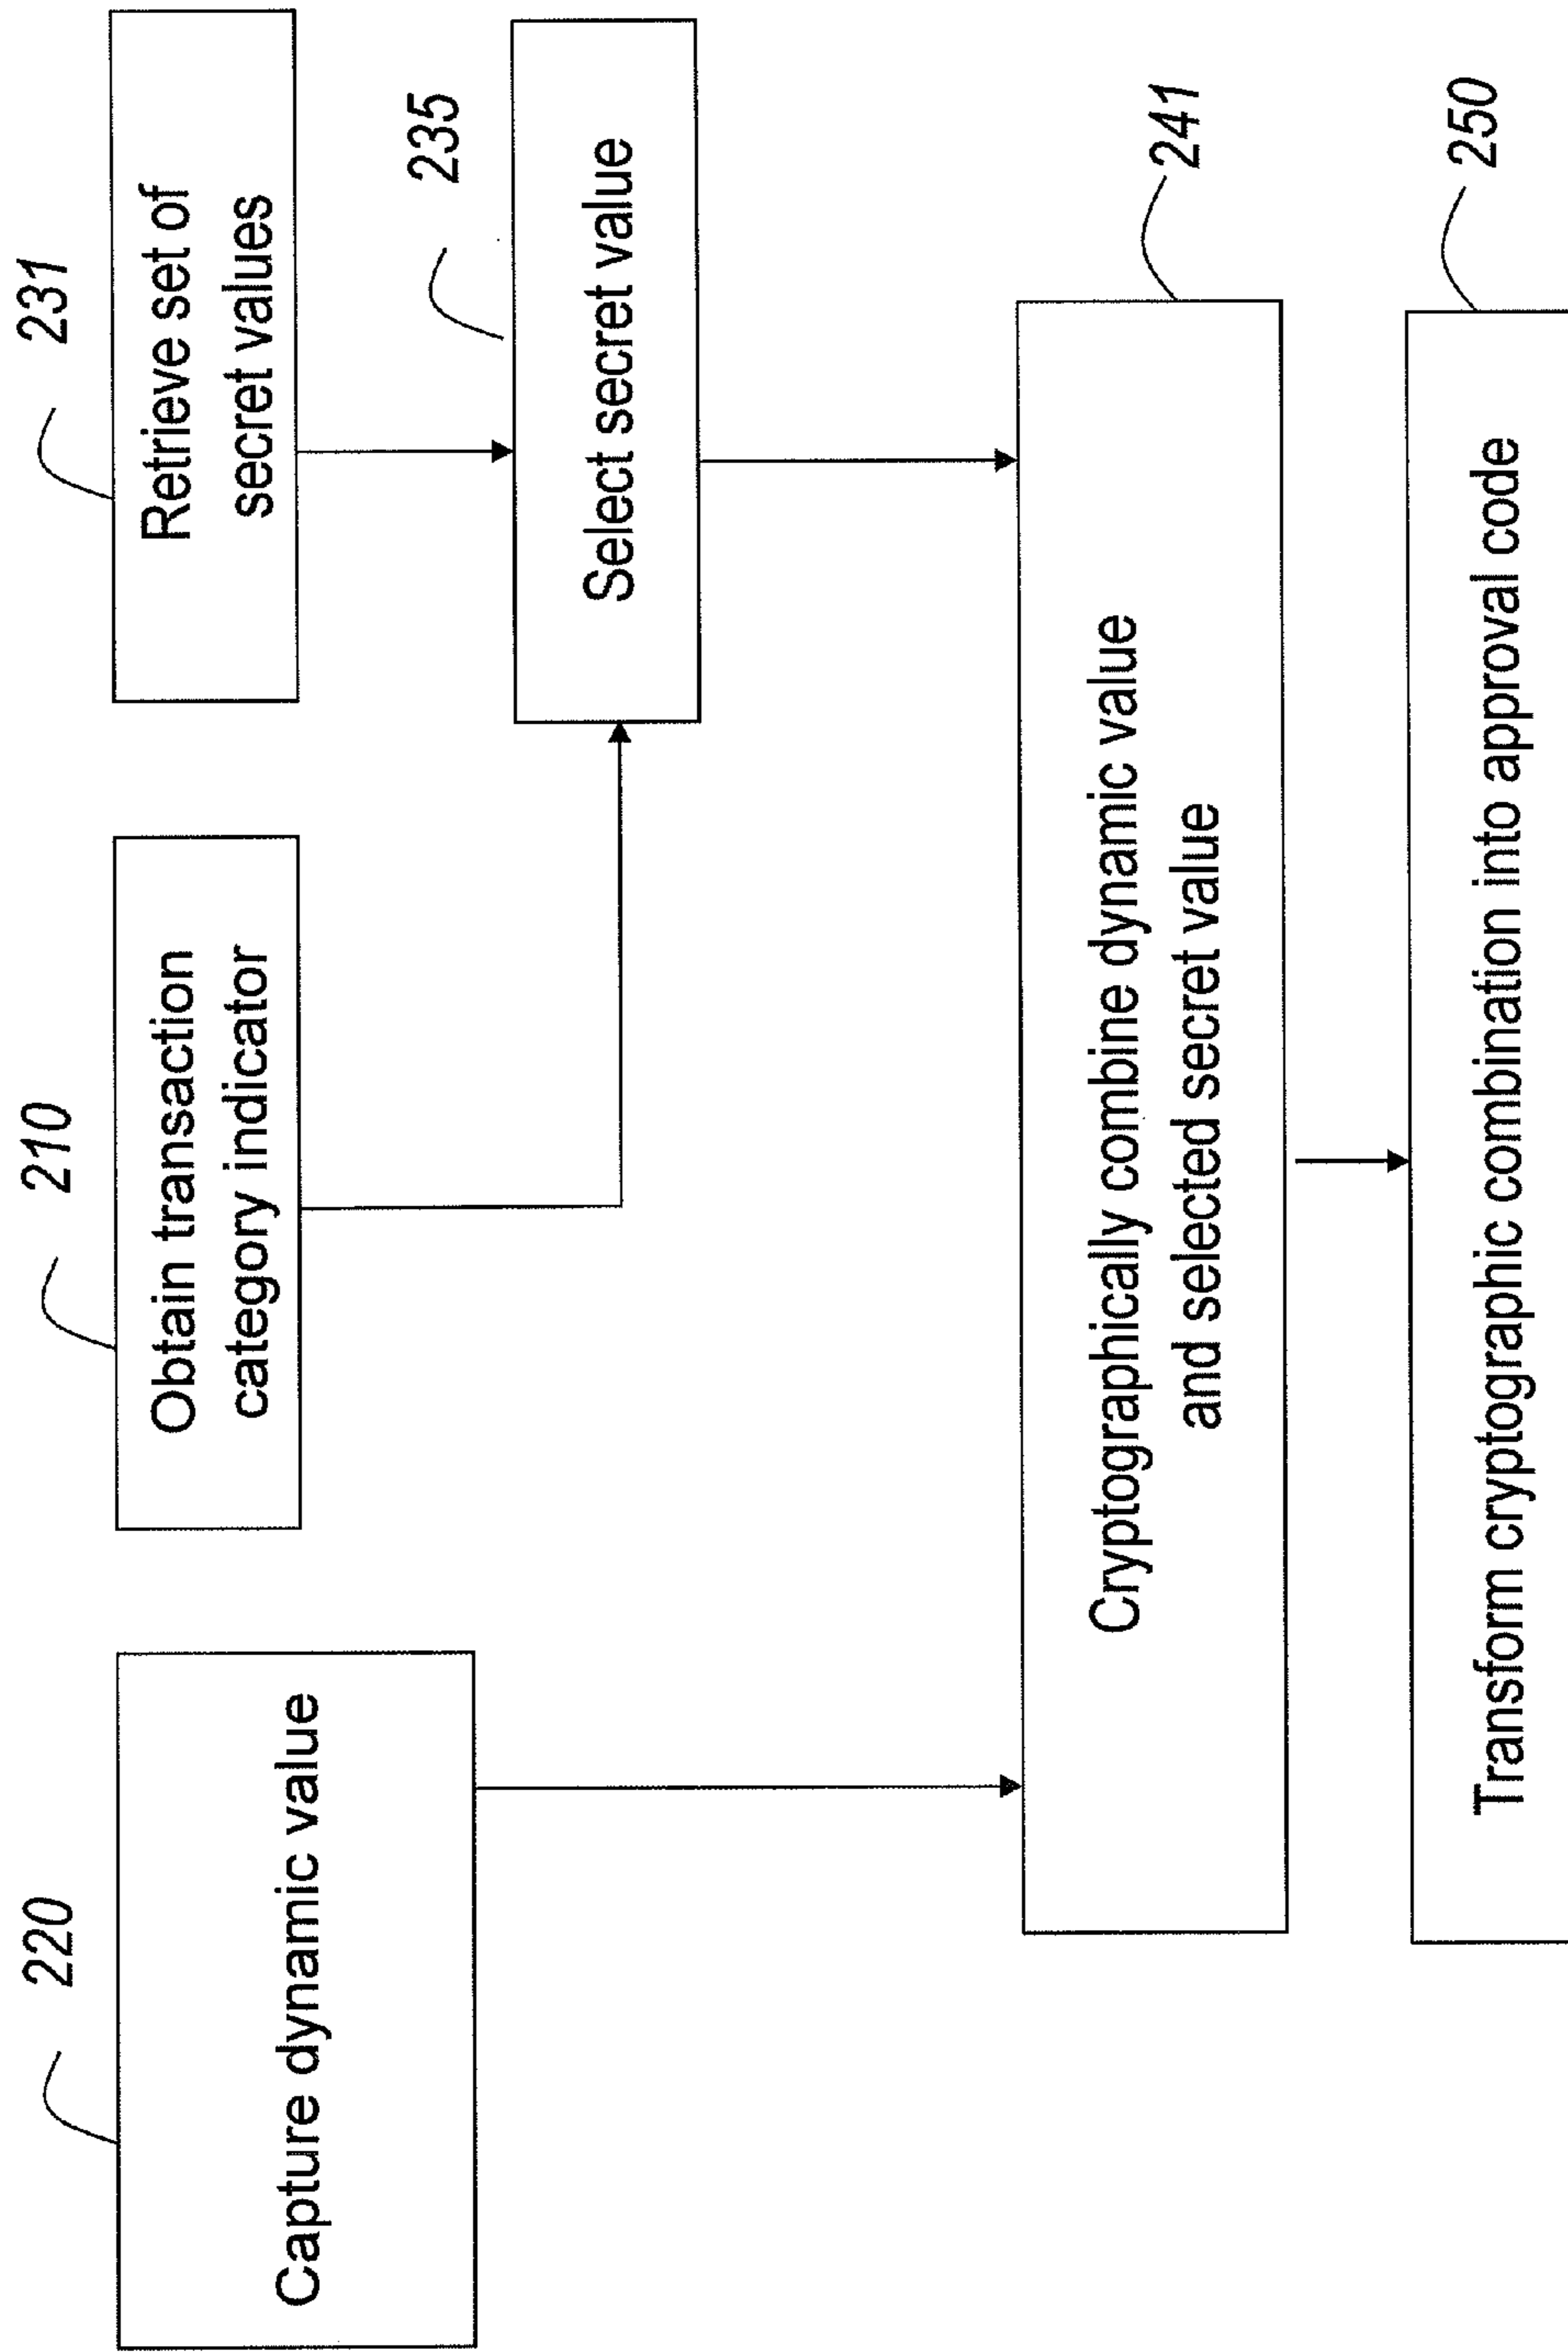 220
Capture dynamic value
210
Obtain transaction
category indicator
231
Retrieve set of
secret values
235
Select secret value
241
Cryptographically combine dynamic value
and selected secret value
250
Transform cryptographic combination into approval code